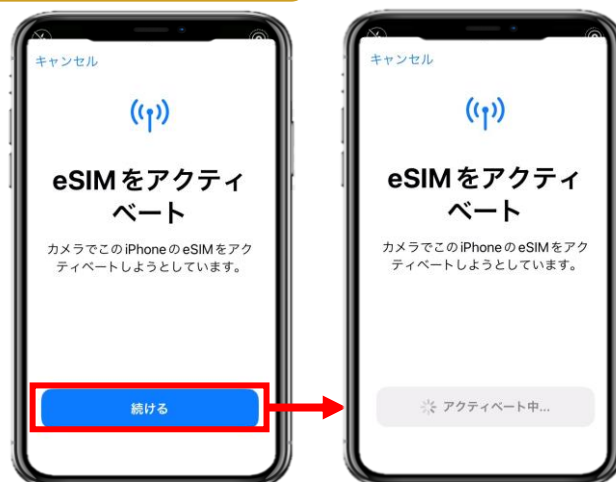 キャンセル
eSIMをアクティ
ベート
カメラでこのiPhoneのeSIMをアク
ティベートしようとしています。
続ける
キャンセル
eSIMをアクティ
ベート
カメラでこのiPhoneのeSIMをアク
ティベートしようとしています。
アクティベート中...